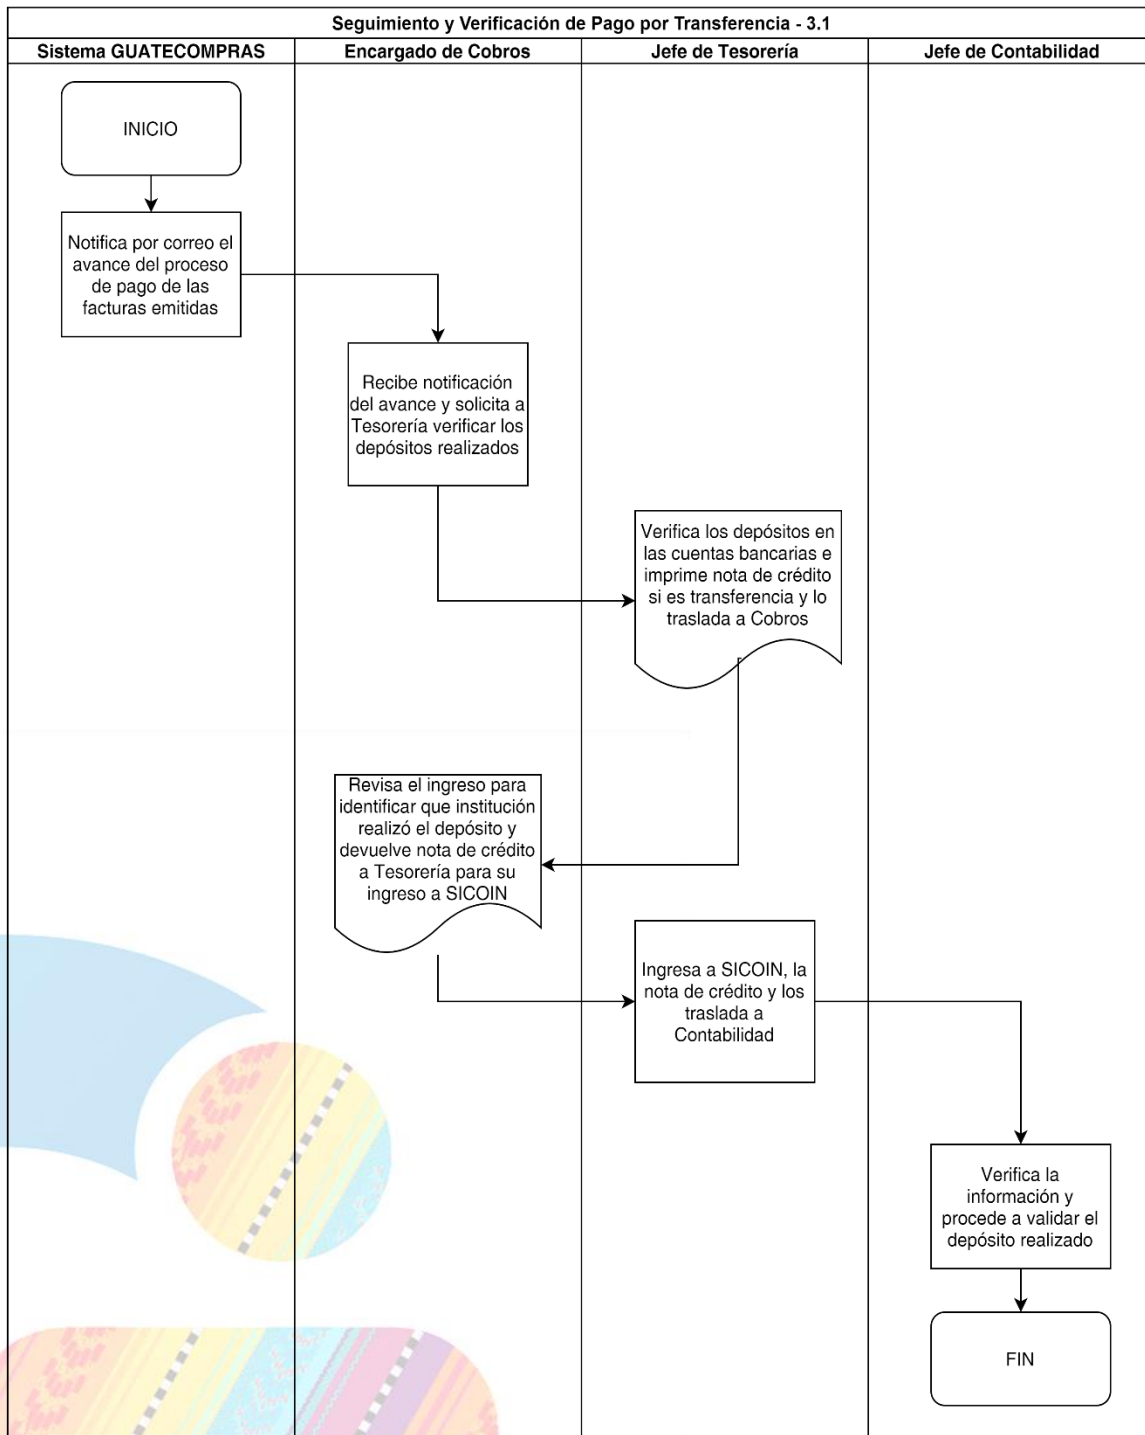 Seguimiento y Verificación de Pago por Transferencia - 3.1
Sistema GUATECOMPRAS
Encargado de Cobros
Jefe de Tesorería
Jefe de Contabilidad
INICIO
Notifica por correo el
avance del proceso
de pago de las
facturas emitidas
Recibe notificación
del avance y solicita a
Tesorería verificar los
depósitos realizados
Verifica los depósitos en
las cuentas bancarias e
imprime nota de crédito
si es transferencia y lo
traslada a Cobros
Revisa el ingreso para
identificar que institución
realizó el depósito y
devuelve nota de crédito
a Tesorería para su
ingreso a SICOIN
Ingresa a SICOIN, la
nota de crédito y los
traslada a
Contabilidad
Verifica la
información y
procede a validar el
depósito realizado
FIN